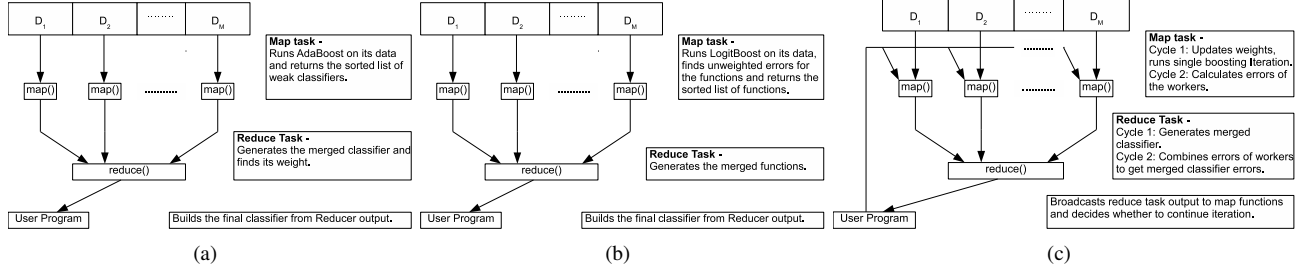 D1 D2 ........ DM
Map task -
Runs AdaBoost on its data
and returns the sorted list of
weak classifiers.
map() map() .......... map()
Reduce Task -
Generates the merged classifier and
finds its weight.
reduce()
User Program
Builds the final classifier from Reducer output.
(a)
D1 D2 ........ DM
Map task -
Runs LogitBoost on its data,
finds unweighted errors for
the functions and returns the
sorted list of functions.
map() map() .......... map()
Reduce Task -
Generates the merged functions.
reduce()
User Program
Builds the final classifier from Reducer output.
(b)
D1 D2 ........ DM
Map task -
Cycle 1: Updates weights,
runs single boosting Iteration.
Cycle 2: Calculates errors of
the workers.
map() map() .......... map()
Reduce Task -
Cycle 1: Generates merged
classifier.
Cycle 2: Combines errors of workers
to get merged classifier errors.
reduce()
User Program
Broadcasts reduce task output to map functions
and decides whether to continue iteration.
(c)